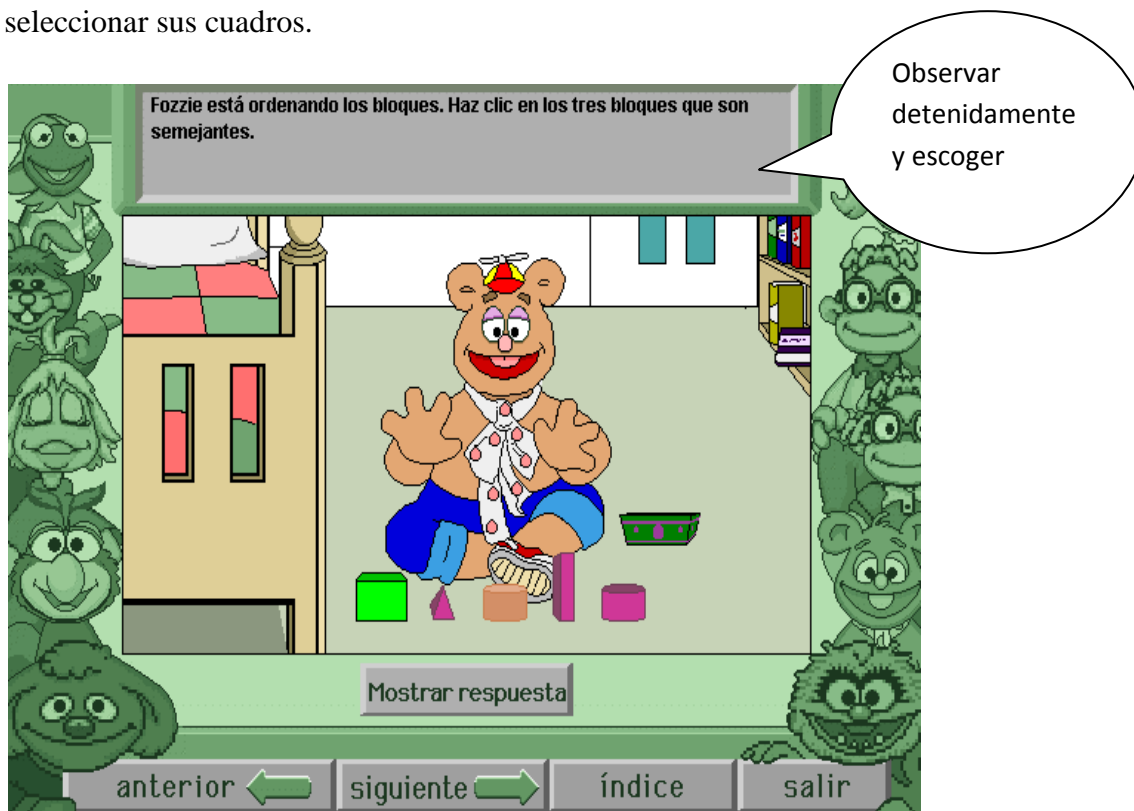 seleccionar sus cuadros.
Observar
detenidamente
y escoger
Fozzie está ordenando los bloques. Haz clic en los tres bloques que son
semejantes.
Mostrar respuesta
anterior
siguiente
índice
salir